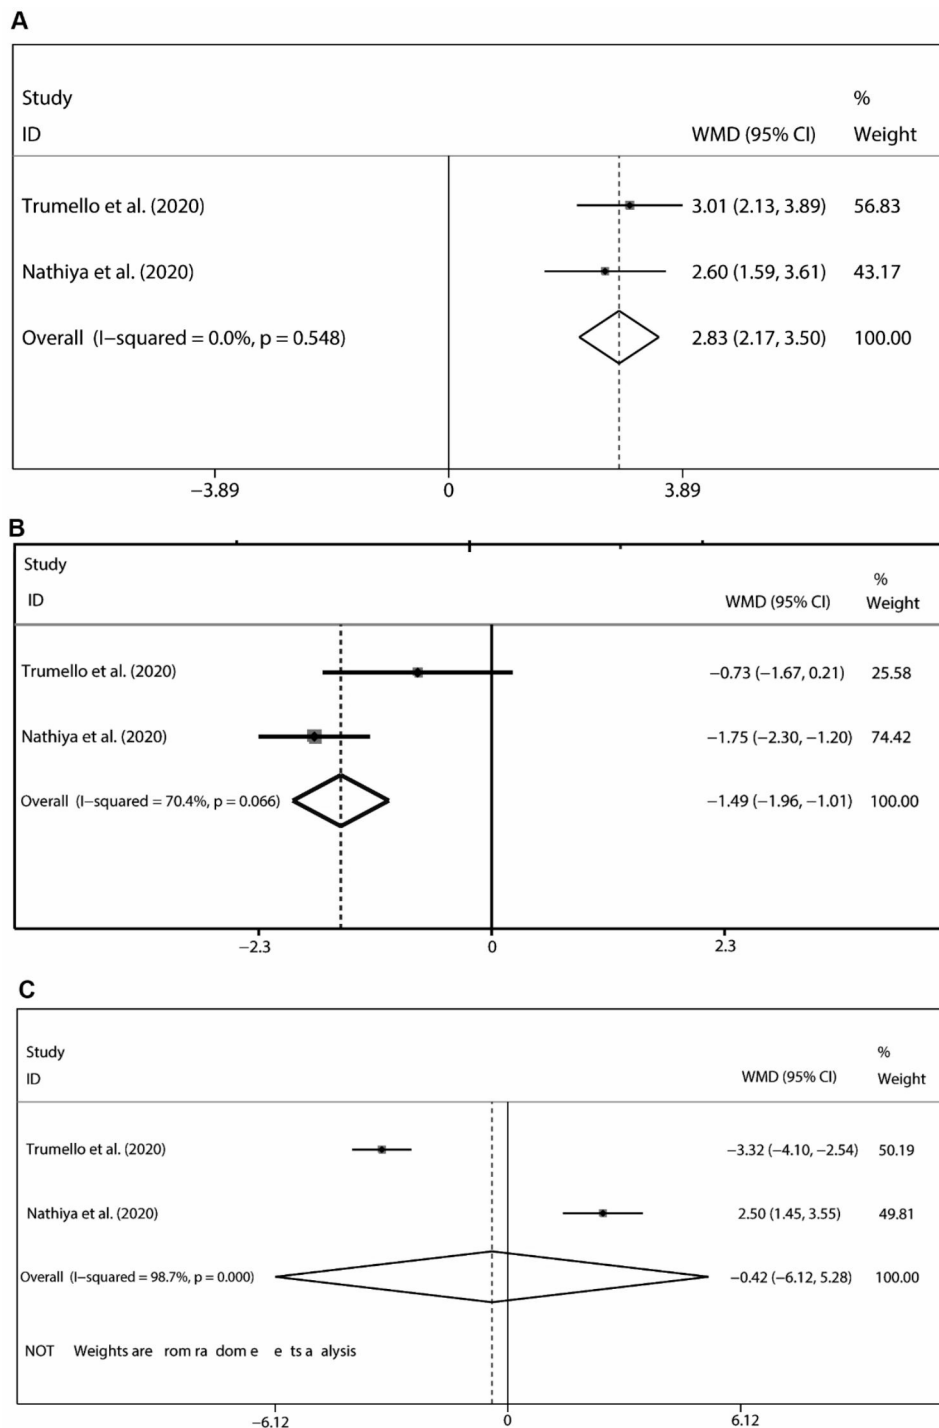 A
Study %
ID WMD (95% CI) Weight
Trumello et al. (2020) 3.01 (2.13, 3.89) 56.83
Nathiya et al. (2020) 2.60 (1.59, 3.61) 43.17
Overall (I−squared = 0.0%, p = 0.548) 2.83 (2.17, 3.50) 100.00
−3.89 0 3.89
B
Study %
ID WMD (95% CI) Weight
Trumello et al. (2020) −0.73 (−1.67, 0.21) 25.58
Nathiya et al. (2020) −1.75 (−2.30, −1.20) 74.42
Overall (I−squared = 70.4%, p = 0.066) −1.49 (−1.96, −1.01) 100.00
−2.3 0 2.3
C
Study %
ID WMD (95% CI) Weight
Trumello et al. (2020) −3.32 (−4.10, −2.54) 50.19
Nathiya et al. (2020) 2.50 (1.45, 3.55) 49.81
Overall (I−squared = 98.7%, p = 0.000) −0.42 (−6.12, 5.28) 100.00
NOT Weights are rom ra dom e e ts a alysis
−6.12 0 6.12